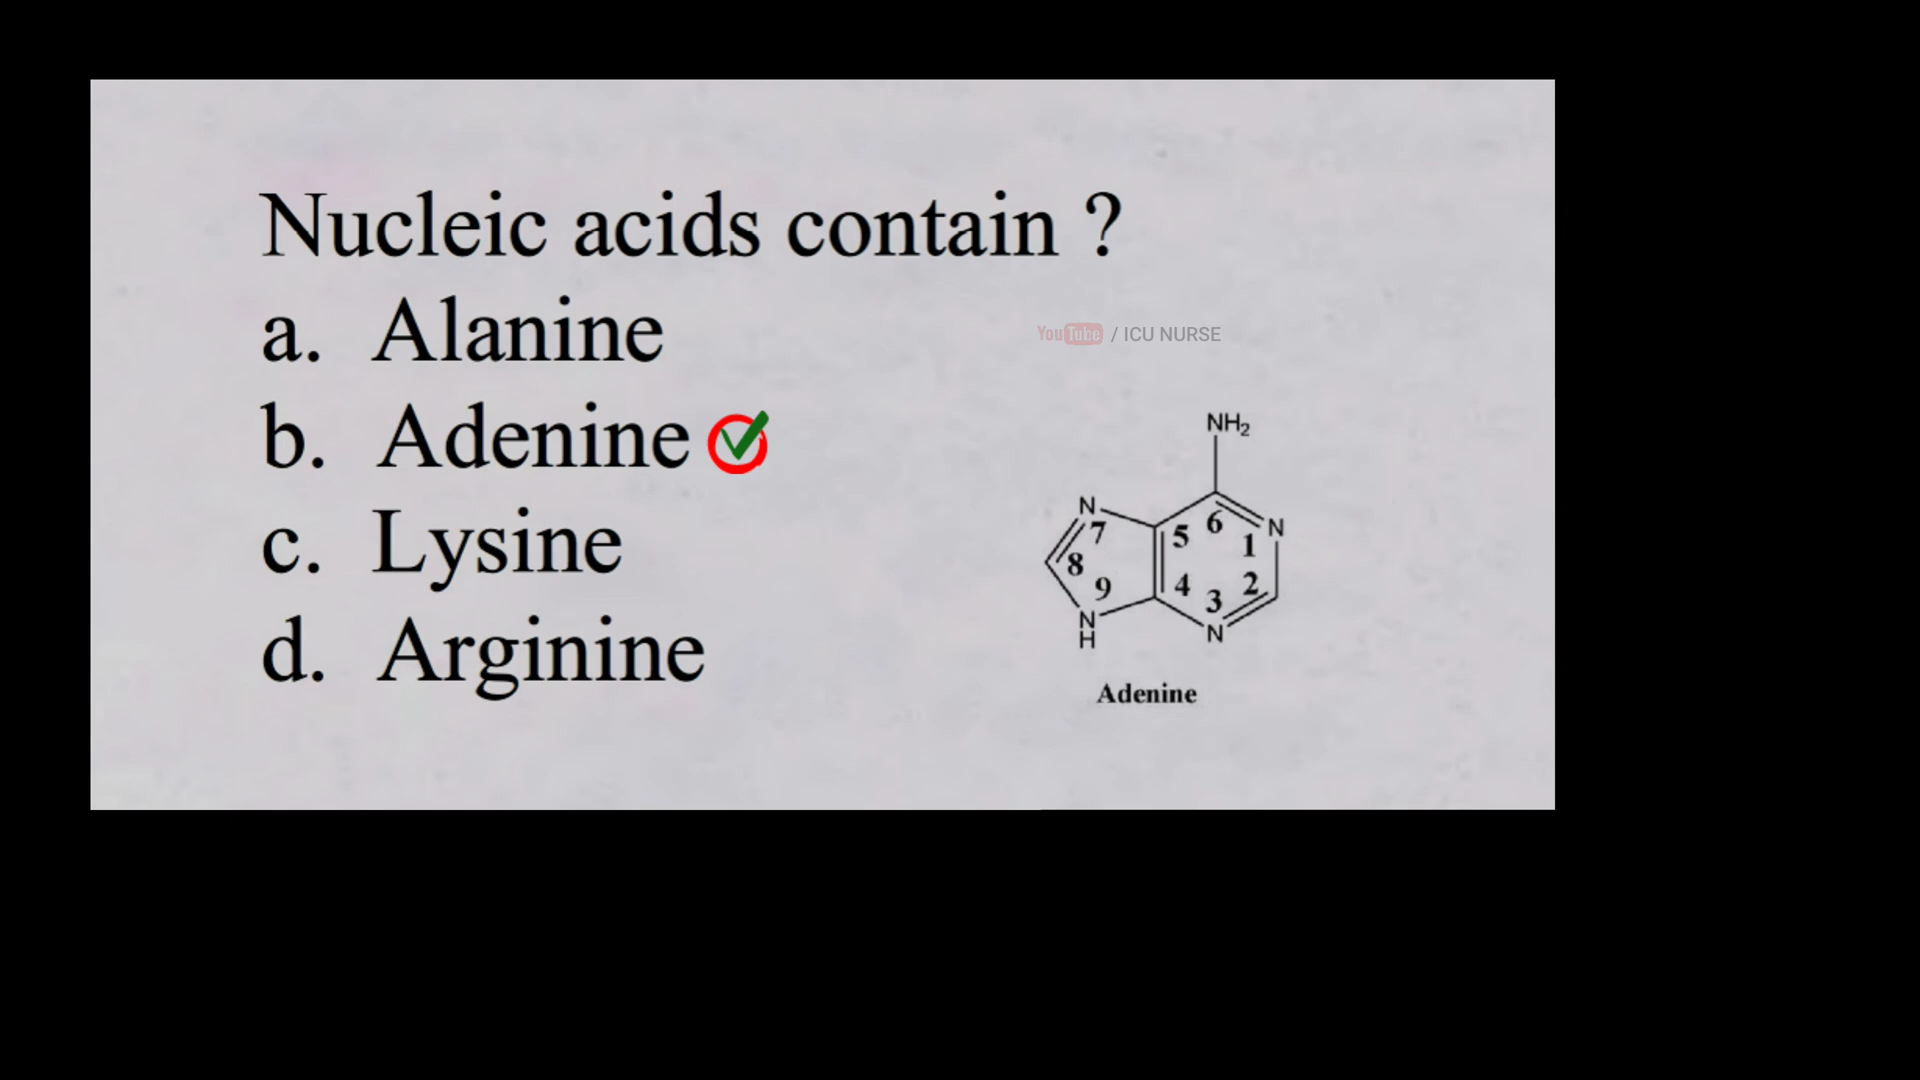 Nucleic acids contain ?
a. Alanine
b. Adenine
c. Lysine
d. Arginine
YouTube / ICU NURSE
NH₂
N
7
5
6
1
N
8
9
4
3
2
N
H
N
Adenine